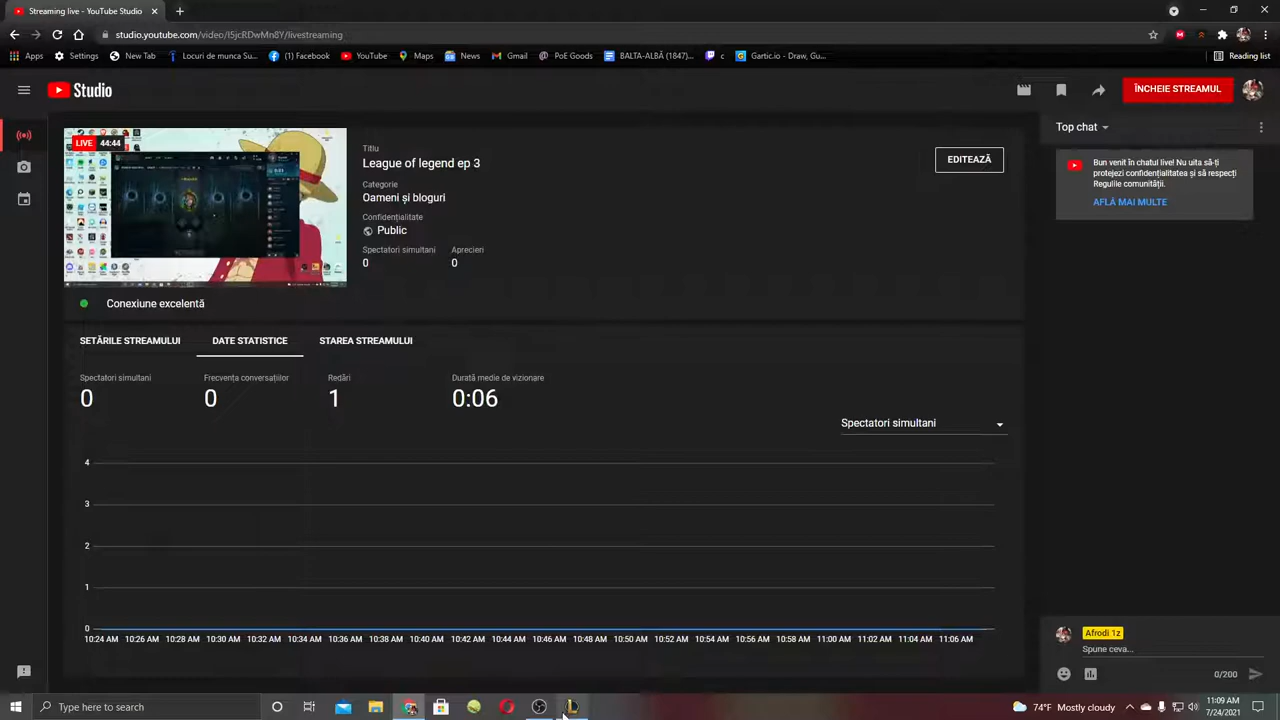 Streaming live - YouTube Studio
studio.youtube.com/video/I5jcRDwMn8Y/livestreaming
Apps
Settings
New Tab
Locuri de munca Su...
(1) Facebook
YouTube
Maps
News
Gmail
PoE Goods
BALTA-ALBĂ (1847)...
c
Gartic.io - Draw, Gu...
Reading list
Studio
ÎNCHEIE STREAMUL
LIVE 44:44
Titlu
League of legend ep 3
Categorie
Oameni și bloguri
Confidențialitate
Public
Spectatori simultani Aprecieri
0 0
EDITEAZĂ
Top chat
Bun venit în chatul live! Nu uita să-ți
protejezi confidențialitatea și să respecți
Regulile comunității.
AFLĂ MAI MULTE
Conexiune excelentă
SETĂRILE STREAMULUI DATE STATISTICE STAREA STREAMULUI
Spectatori simultani Frecvența conversațiilor Redări Durată medie de vizionare
0 0 1 0:06
Spectatori simultani
4
3
2
1
0
10:24 AM 10:26 AM 10:28 AM 10:30 AM 10:32 AM 10:34 AM 10:36 AM 10:38 AM 10:40 AM 10:42 AM 10:44 AM 10:46 AM 10:48 AM 10:50 AM 10:52 AM 10:54 AM 10:56 AM 10:58 AM 11:00 AM 11:02 AM 11:04 AM 11:06 AM
Afrodi 1z
Spune ceva...
0/200
Type here to search
74°F Mostly cloudy
11:09 AM
7/24/2021